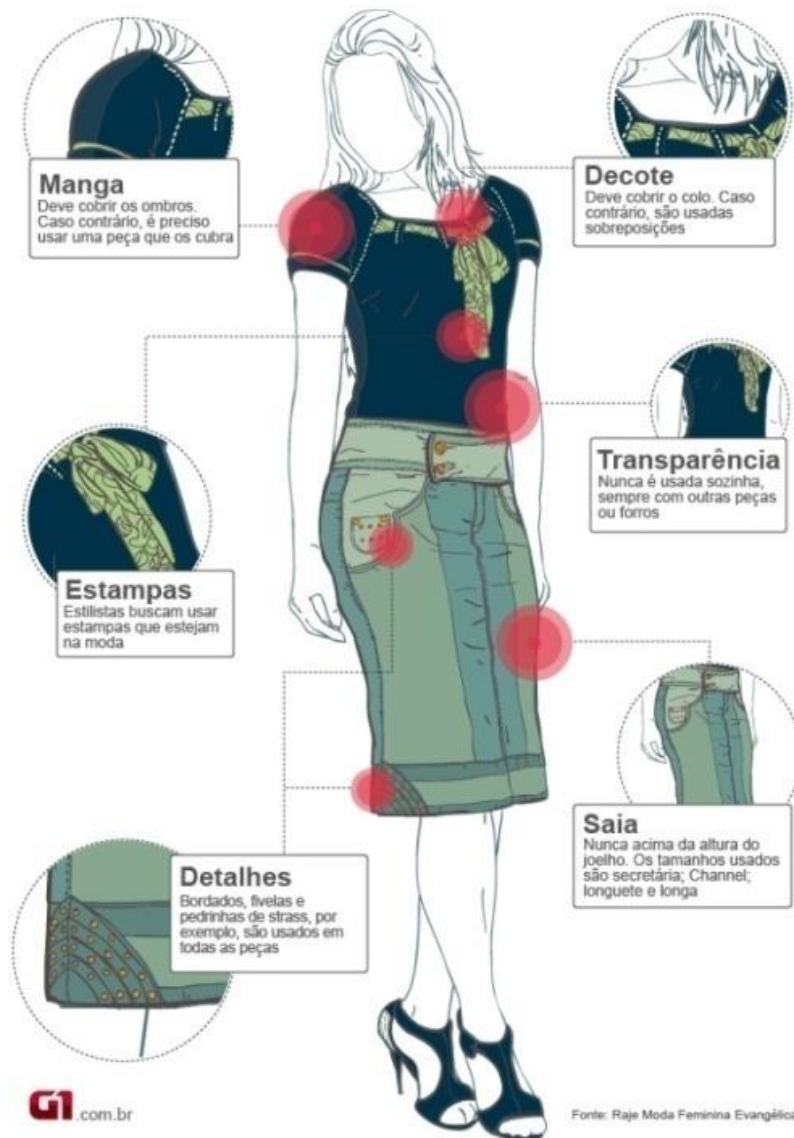 Manga
Deve cobrir os ombros.
Caso contrário, é preciso
usar uma peça que os cubra
Decote
Deve cobrir o colo. Caso
contrário, são usadas
sobreposições
Transparência
Nunca é usada sozinha,
sempre com outras peças
ou forros
Estampas
Estilistas buscam usar
estampas que estejam
na moda
Saia
Nunca acima da altura do
joelho. Os tamanhos usados
são secretária; Channel;
longuete e longa
Detalhes
Bordados, fivelas e
pedrinhas de strass, por
exemplo, são usados em
todas as peças
G1.com.br
Fonte: Raje Moda Feminina Evangélica